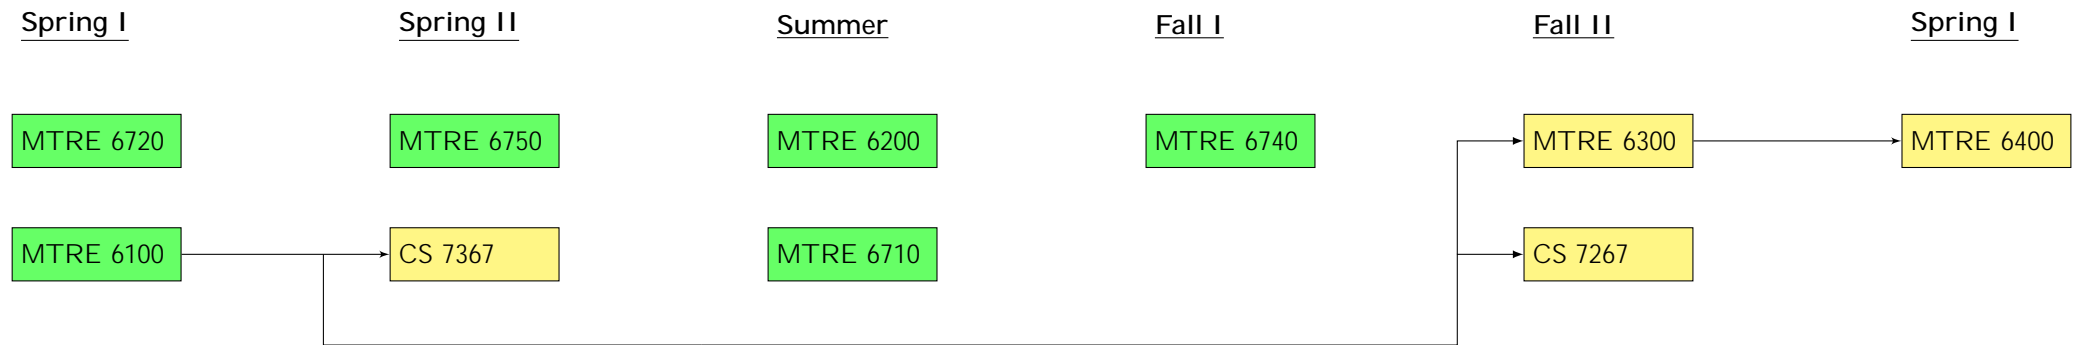 Spring I Spring II Summer Fall I Fall II Spring I
MTRE 6720 MTRE 6750 MTRE 6200 MTRE 6740 MTRE 6300 MTRE 6400
MTRE 6100 CS 7367 MTRE 6710 CS 7267